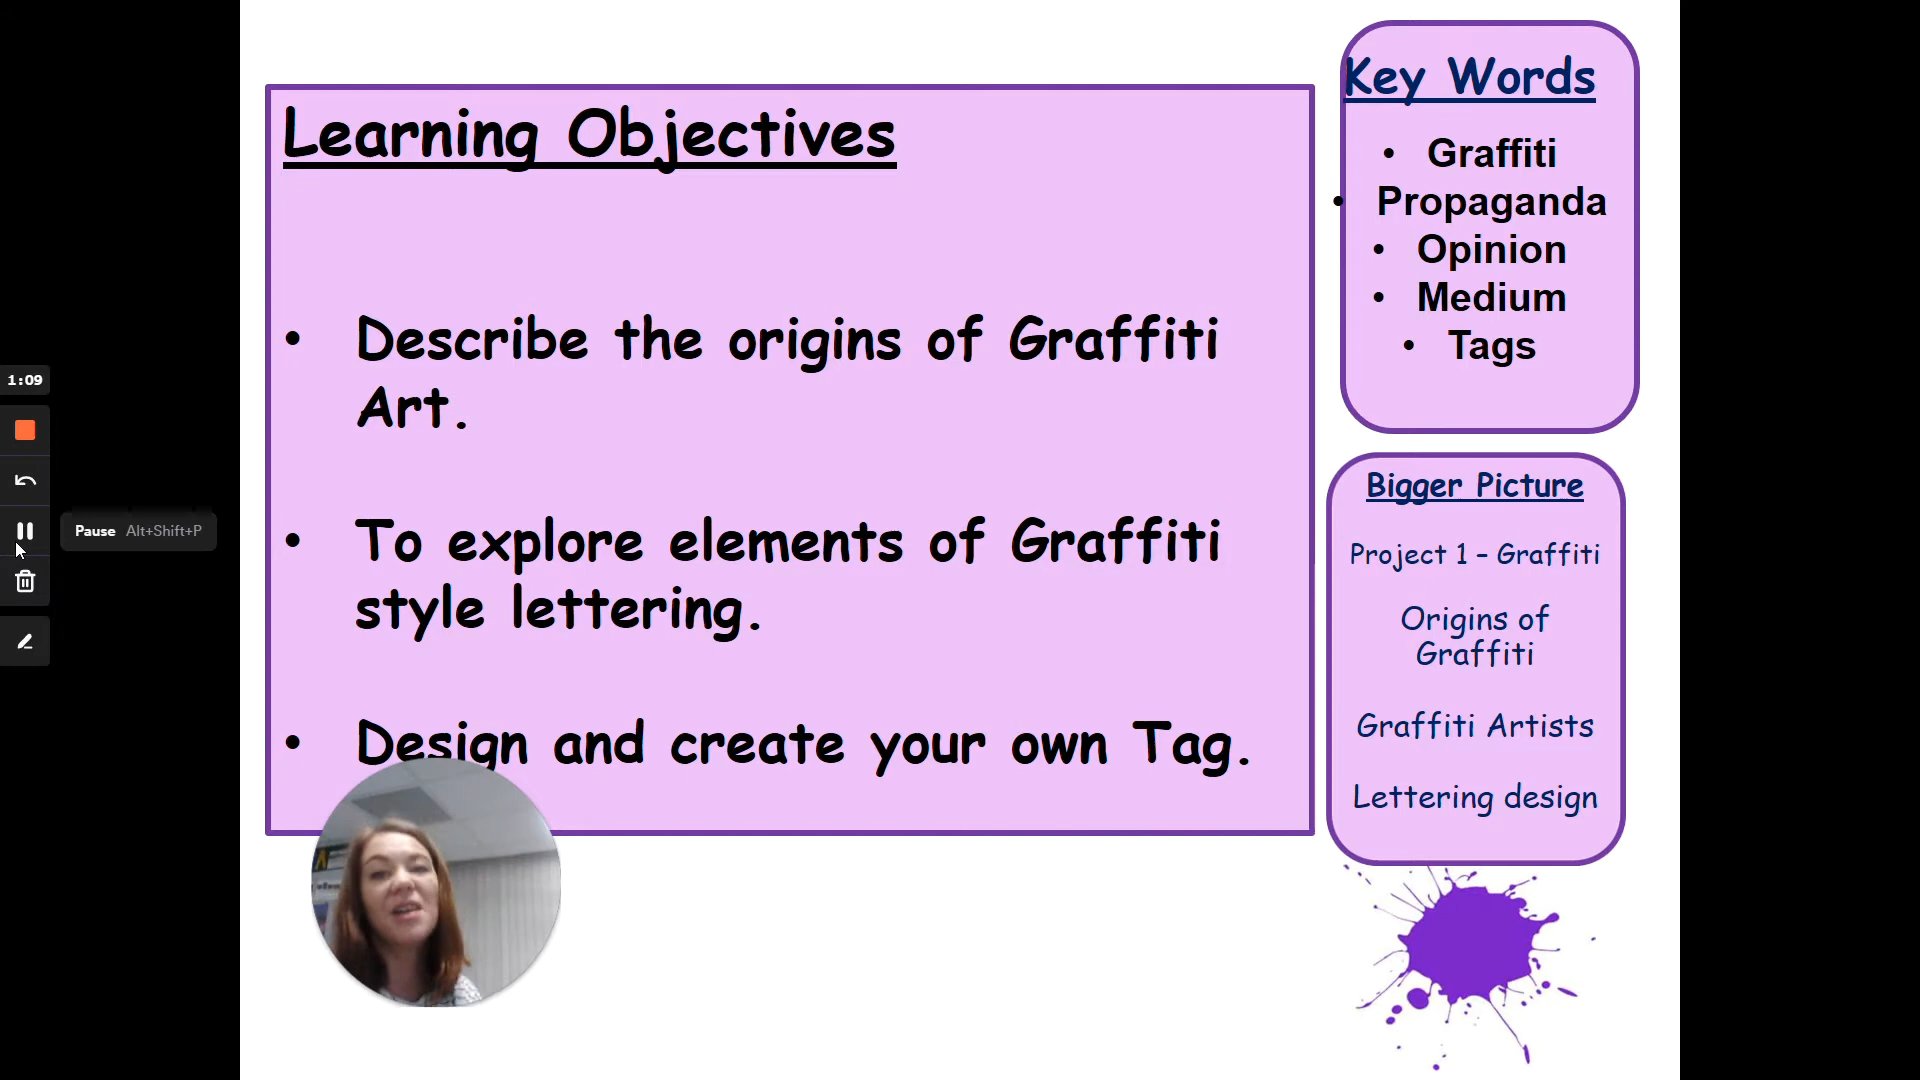 Learning Objectives
• Describe the origins of Graffiti
Art.
• To explore elements of Graffiti
style lettering.
• Design and create your own Tag.
Key Words
• Graffiti
• Propaganda
• Opinion
• Medium
• Tags
Bigger Picture
Project 1 – Graffiti
Origins of
Graffiti
Graffiti Artists
Lettering design
1:09
Pause Alt+Shift+P